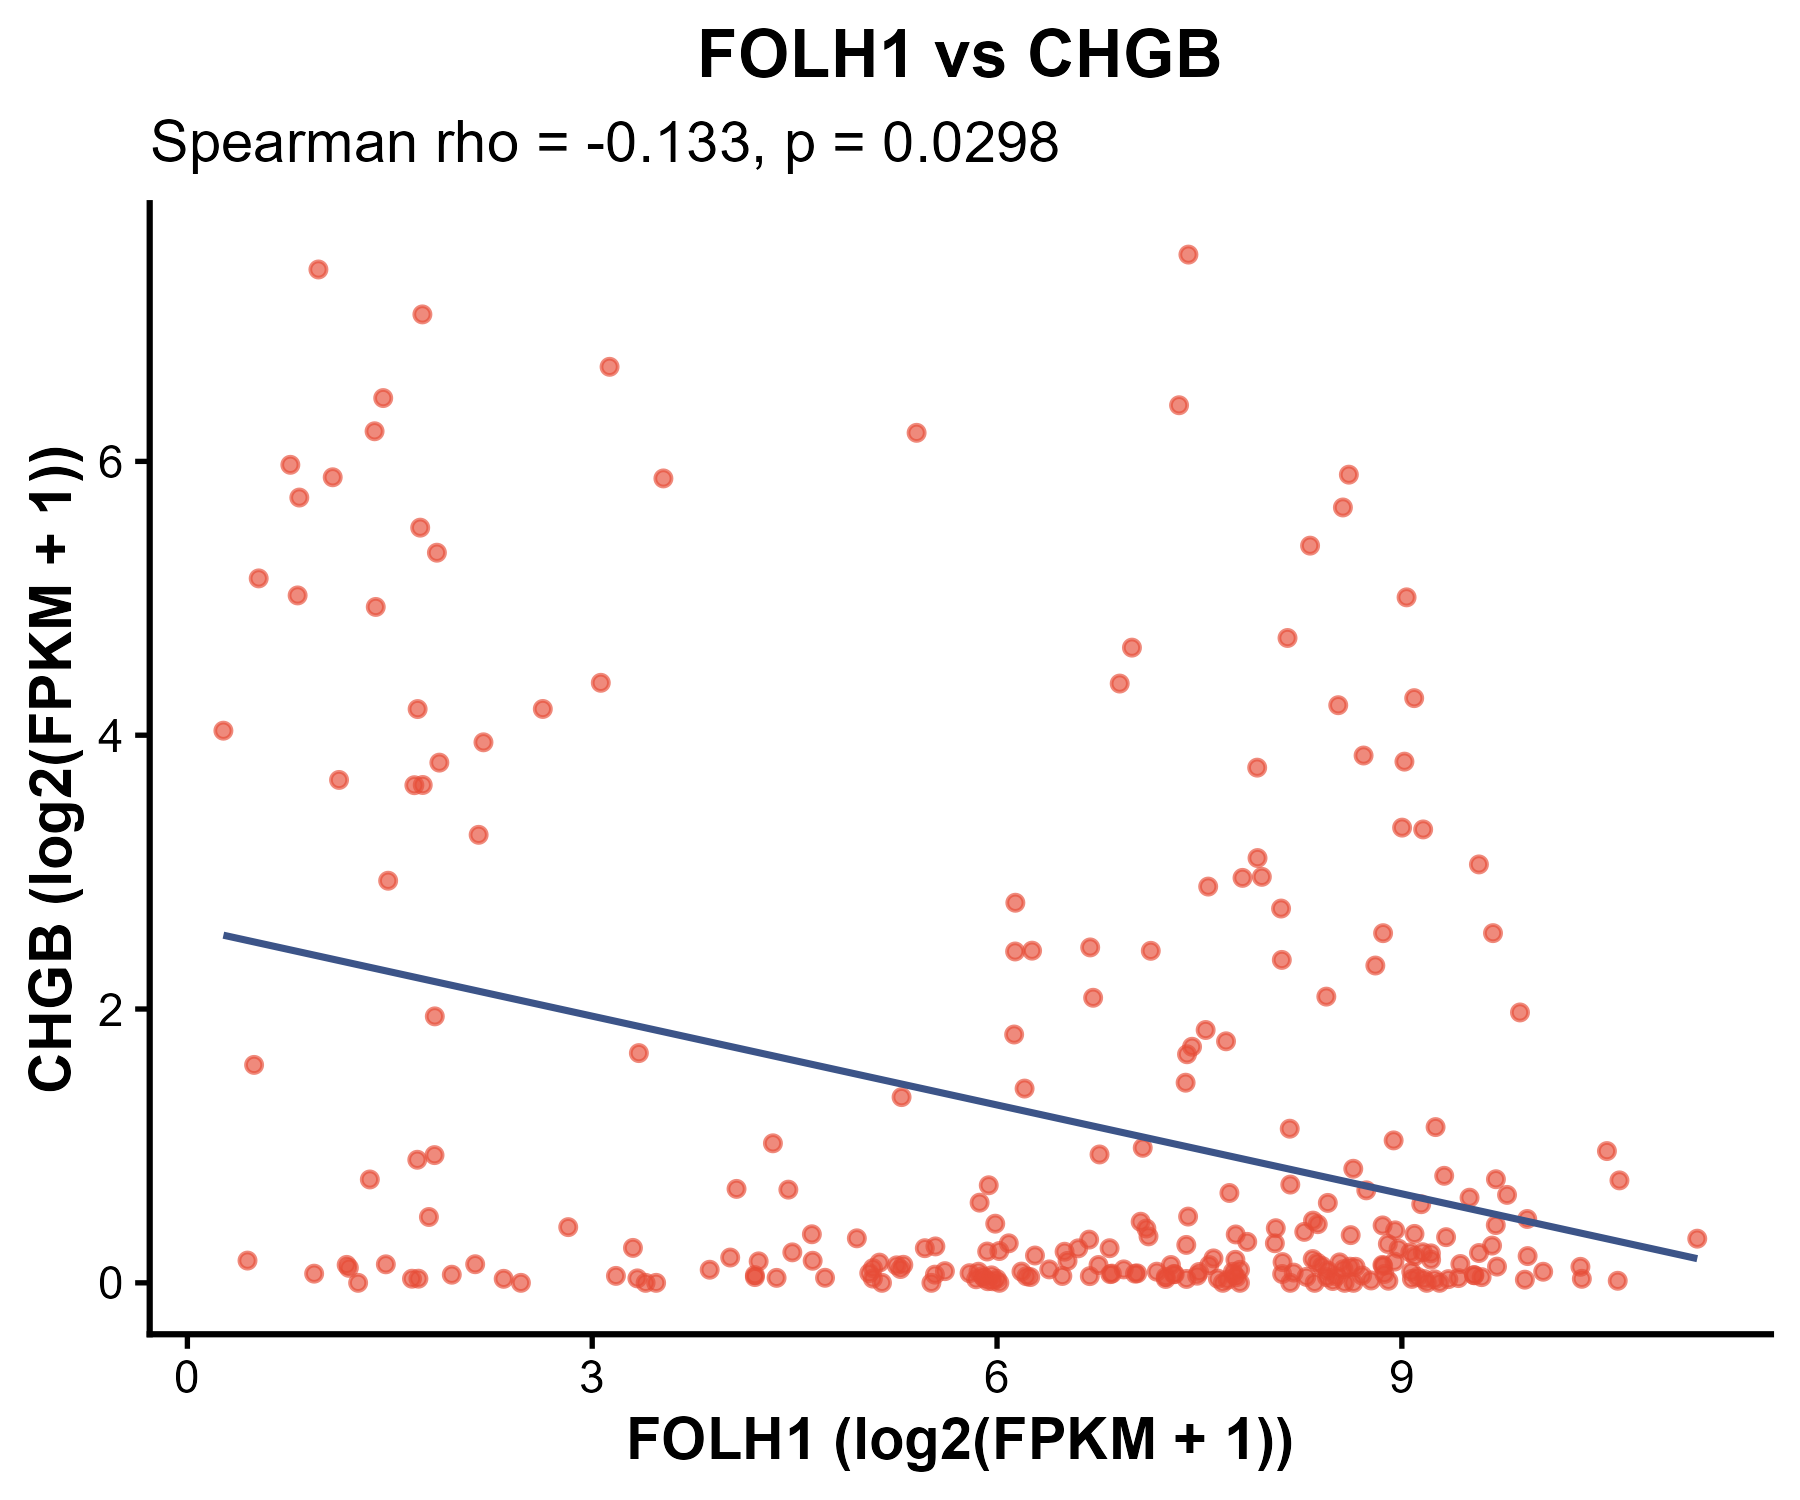 FOLH1 vs CHGB
Spearman rho = -0.133, p = 0.0298
CHGB (log2(FPKM + 1))
6
4
2
0
0 3 6 9
FOLH1 (log2(FPKM + 1))